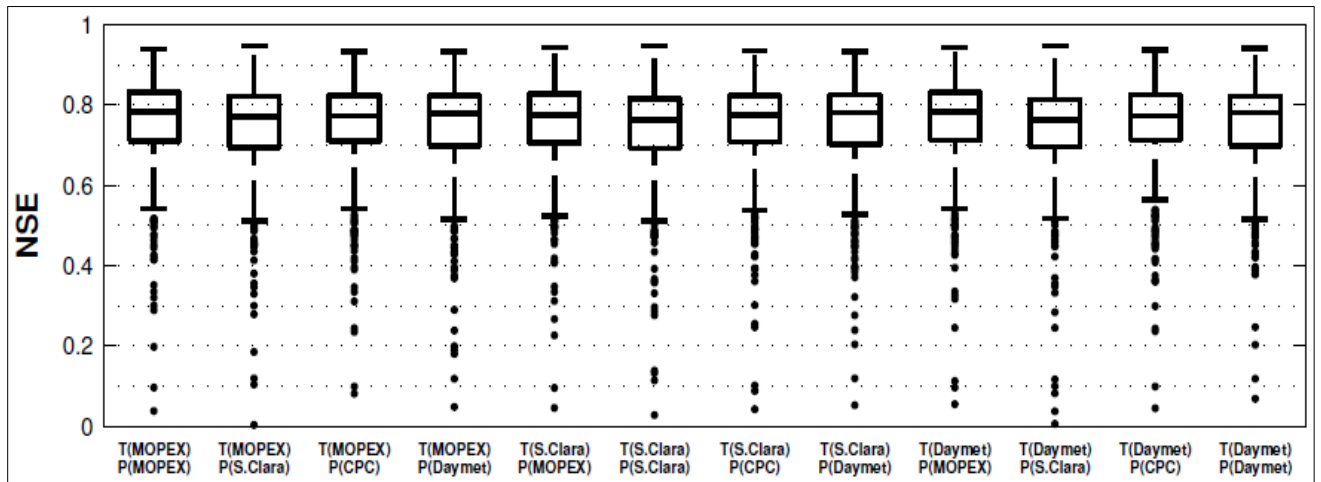 1
0.8
0.6
0.4
0.2
0
NSE
T(MOPEX) T(MOPEX) T(MOPEX) T(MOPEX) T(S.Clara) T(S.Clara) T(S.Clara) T(S.Clara) T(Daymet) T(Daymet) T(Daymet) T(Daymet)
P(MOPEX) P(S.Clara) P(CPC) P(Daymet) P(MOPEX) P(S.Clara) P(CPC) P(Daymet) P(MOPEX) P(S.Clara) P(CPC) P(Daymet)